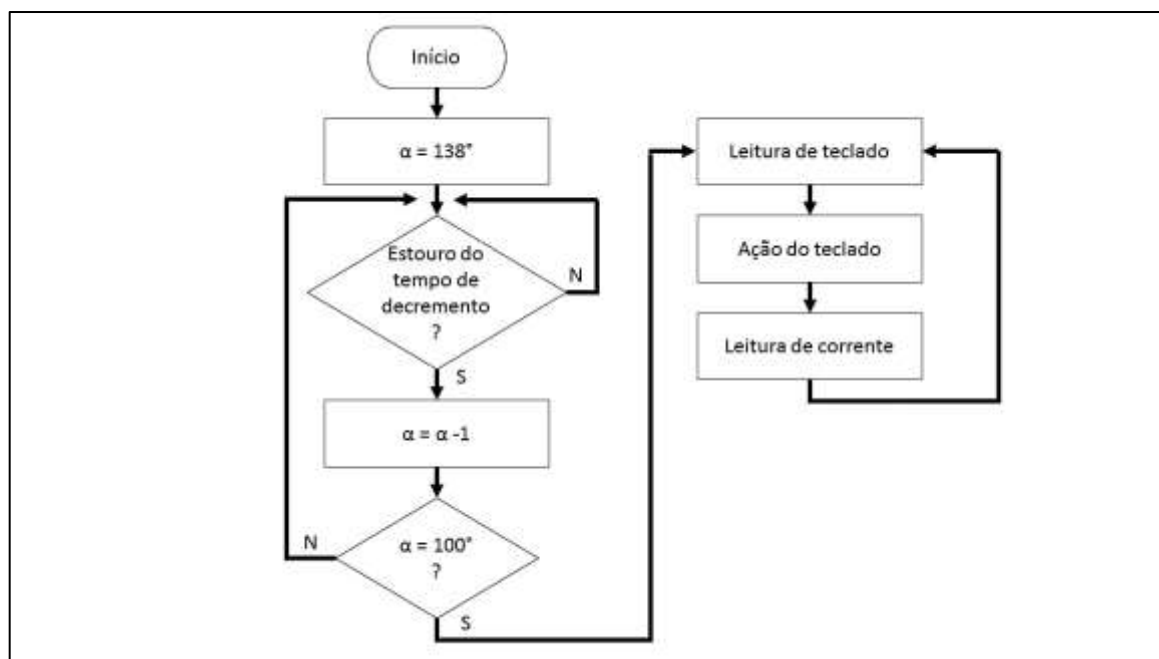 Início
α = 138°
Estouro do
tempo de
decremento
?
N
S
α = α -1
N
α = 100°
?
S
Leitura de teclado
Ação do teclado
Leitura de corrente